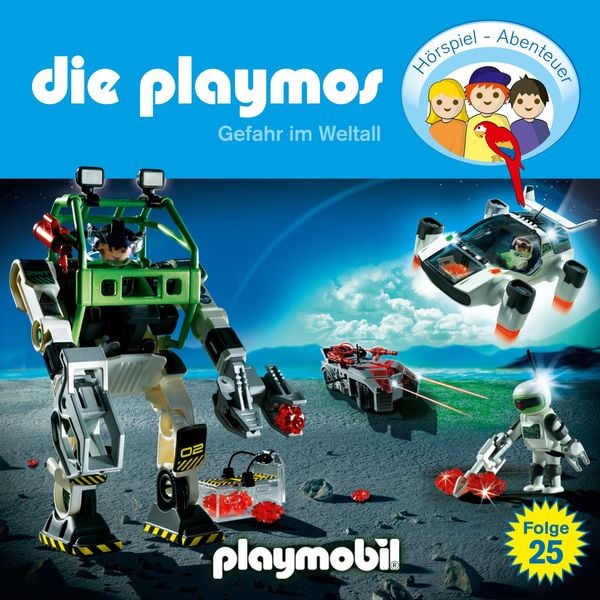 die playmos
Gefahr im Weltall
Hörspiel - Abenteuer
02
playmobil®
Folge
25